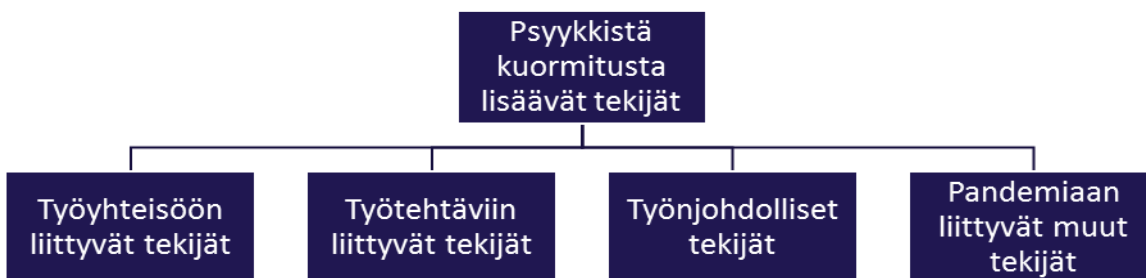 Psyykkistä
kuormitusta
lisäävät tekijät
Työyhteisöön
liittyvät tekijät
Työtehtäviin
liittyvät tekijät
Työnjohdolliset
tekijät
Pandemiaan
liittyvät muut
tekijät